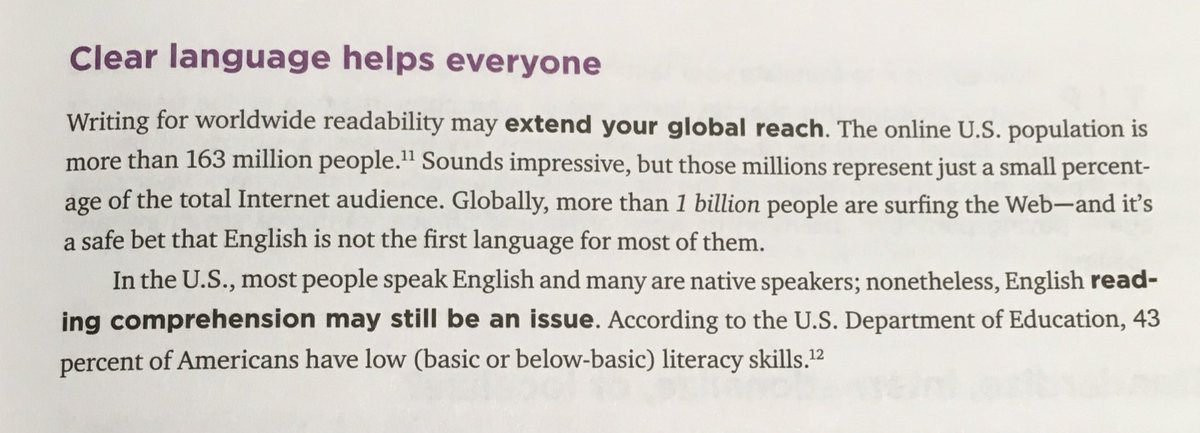 Clear language helps everyone
Writing for worldwide readability may extend your global reach. The online U.S. population is
more than 163 million people.¹¹ Sounds impressive, but those millions represent just a small percent-
age of the total Internet audience. Globally, more than 1 billion people are surfing the Web—and it’s
a safe bet that English is not the first language for most of them.
In the U.S., most people speak English and many are native speakers; nonetheless, English read-
ing comprehension may still be an issue. According to the U.S. Department of Education, 43
percent of Americans have low (basic or below-basic) literacy skills.¹²